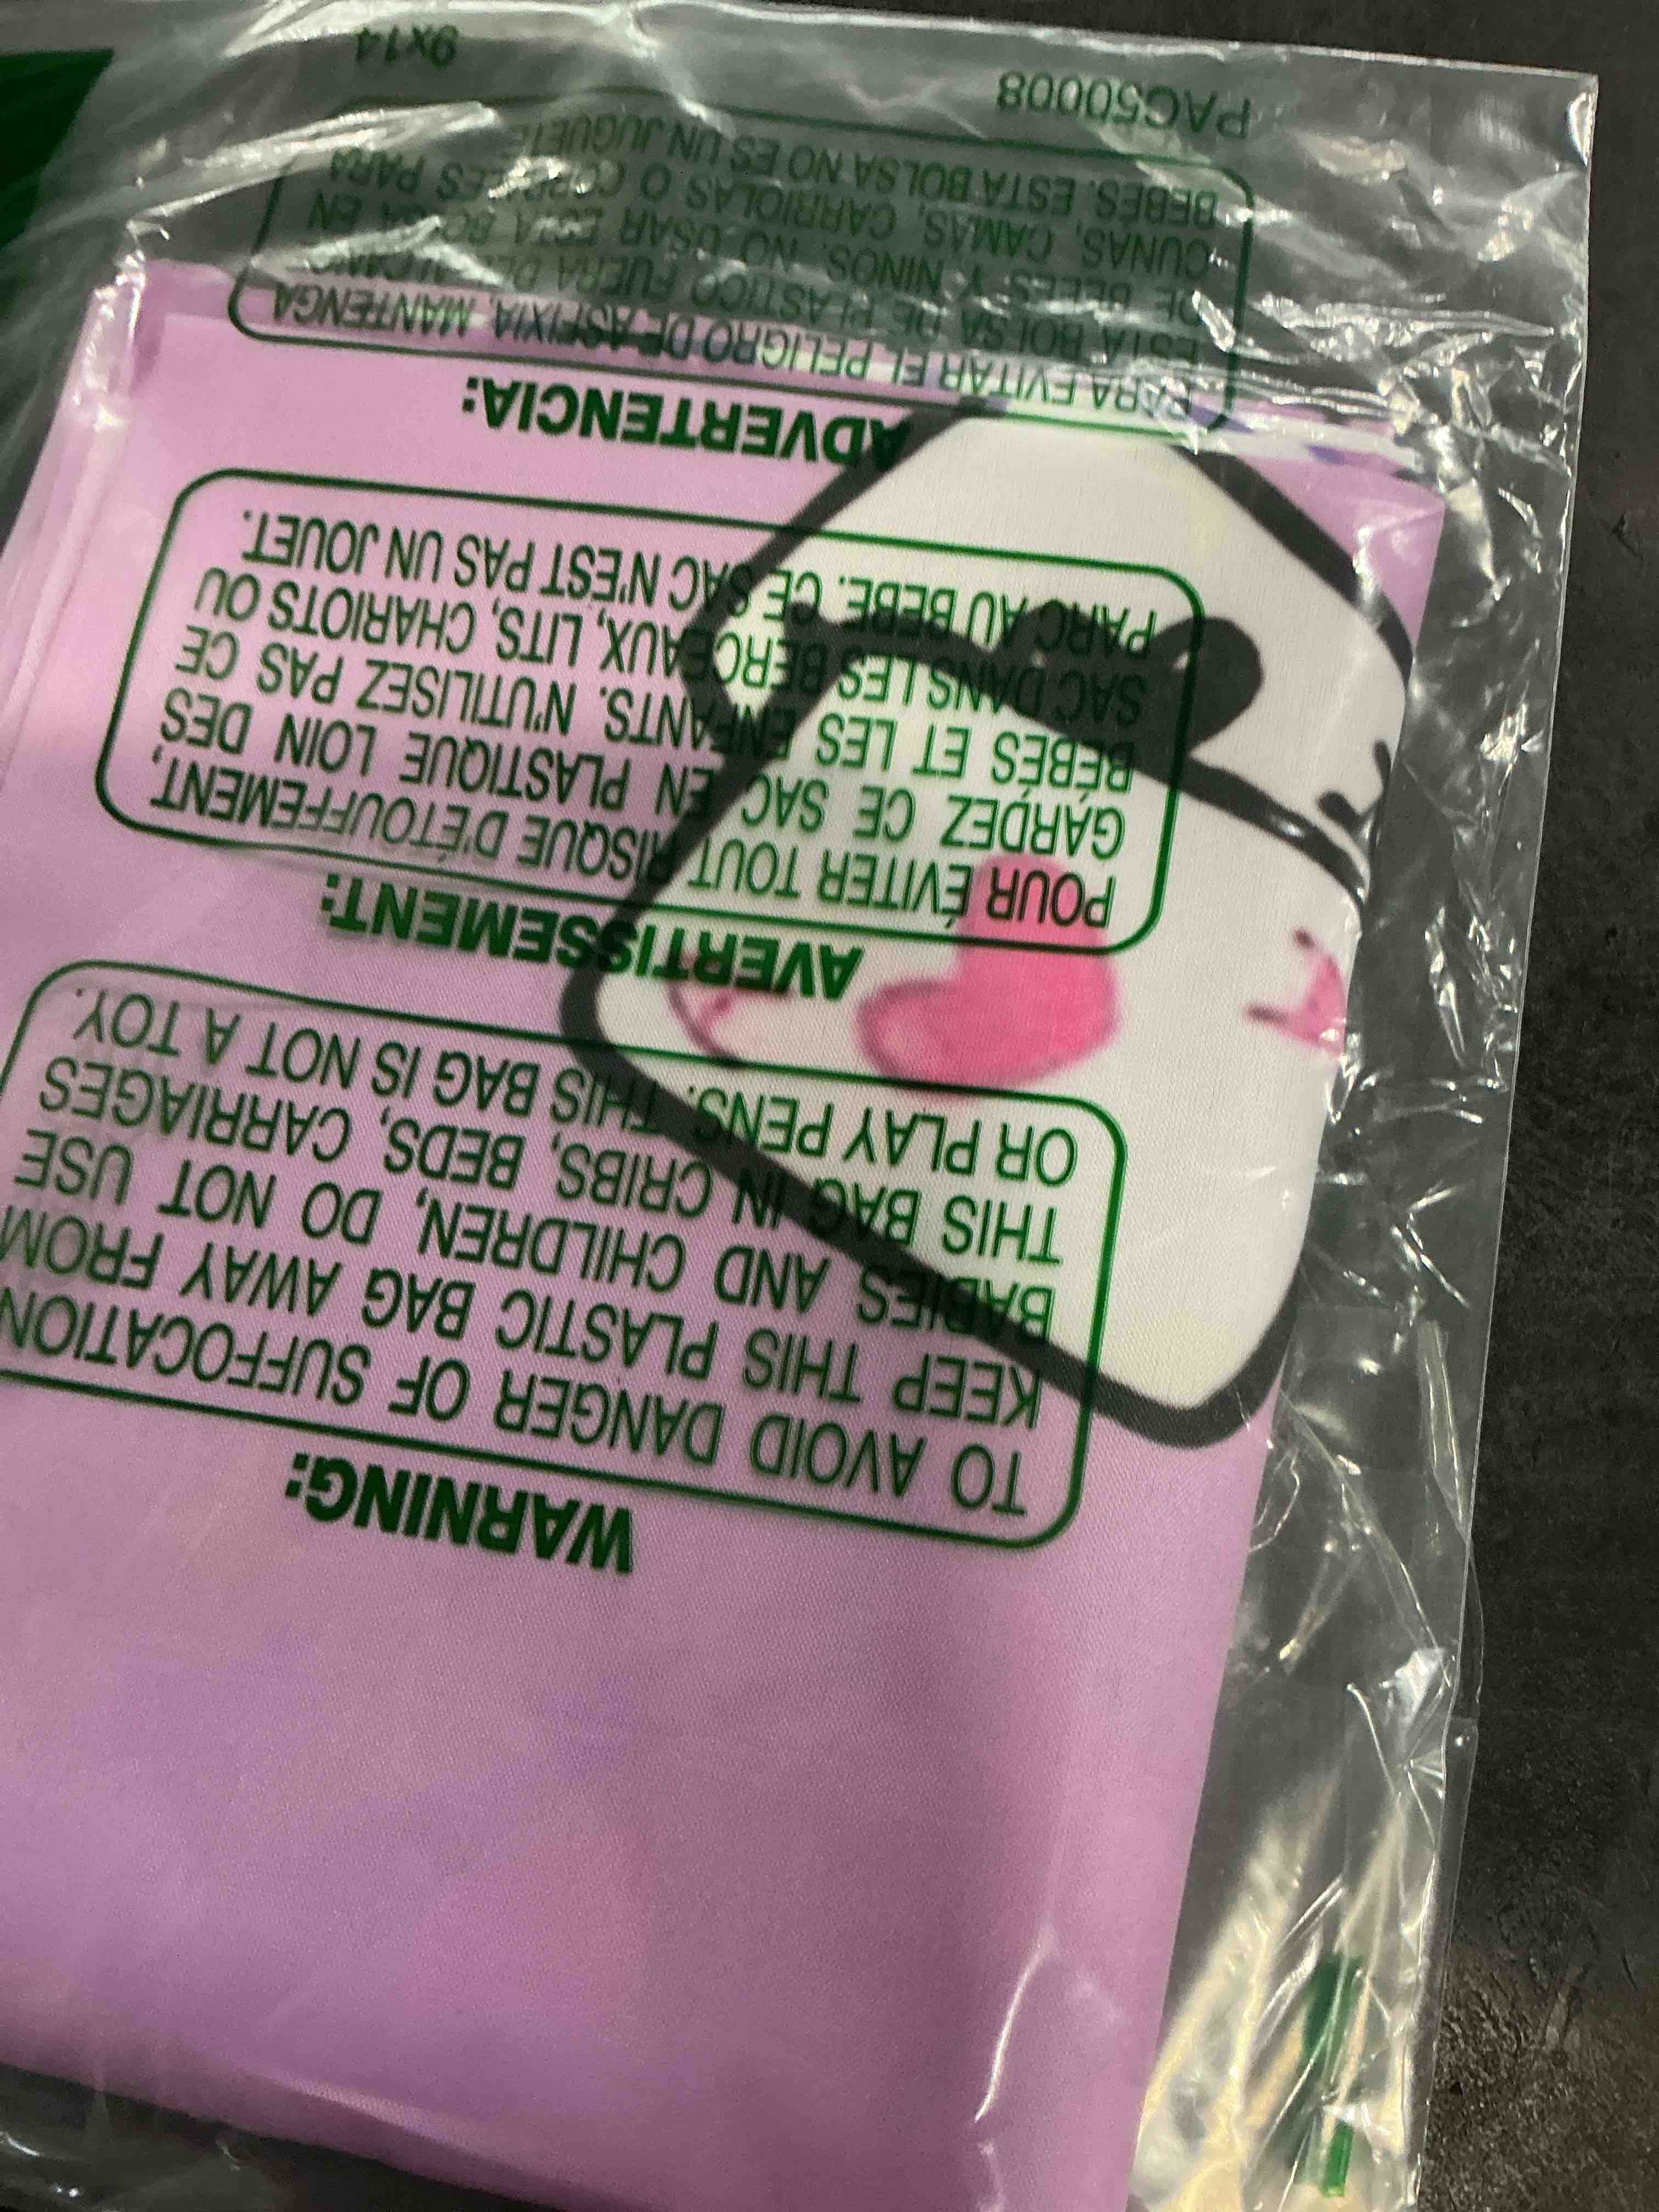 WARNING:
TO AVOID DANGER OF SUFFOCATION
KEEP THIS PLASTIC BAG AWAY FROM
BABIES AND CHILDREN, DO NOT USE
THIS BAG IN CRIBS, BEDS, CARRIAGES
OR PLAY PENS. THIS BAG IS NOT A TOY.
AVERTISSEMENT:
POUR ÉVITER TOUT RISQUE D'ÉTOUFFEMENT,
GARDEZ CE SAC EN PLASTIQUE LOIN DES
BÉBÉS ET LES ENFANTS. N'UTILISEZ PAS CE
SAC DANS LES BERCEAUX, LITS, CHARIOTS OU
PARC AU BEBE. CE SAC N'EST PAS UN JOUET.
ADVERTENCIA:
PARA EVITAR EL PELIGRO DE ASFIXIA, MANTENGA
ESTA BOLSA DE PLASTICO FUERA DEL ALCANCE
DE BEBES Y NINOS. NO USAR ESTA BOLSA EN
CUNAS, CAMAS, CARRIOLAS O CORRALES PARA
BEBES. ESTA BOLSA NO ES UN JUGUETE
PAC50008
9x14